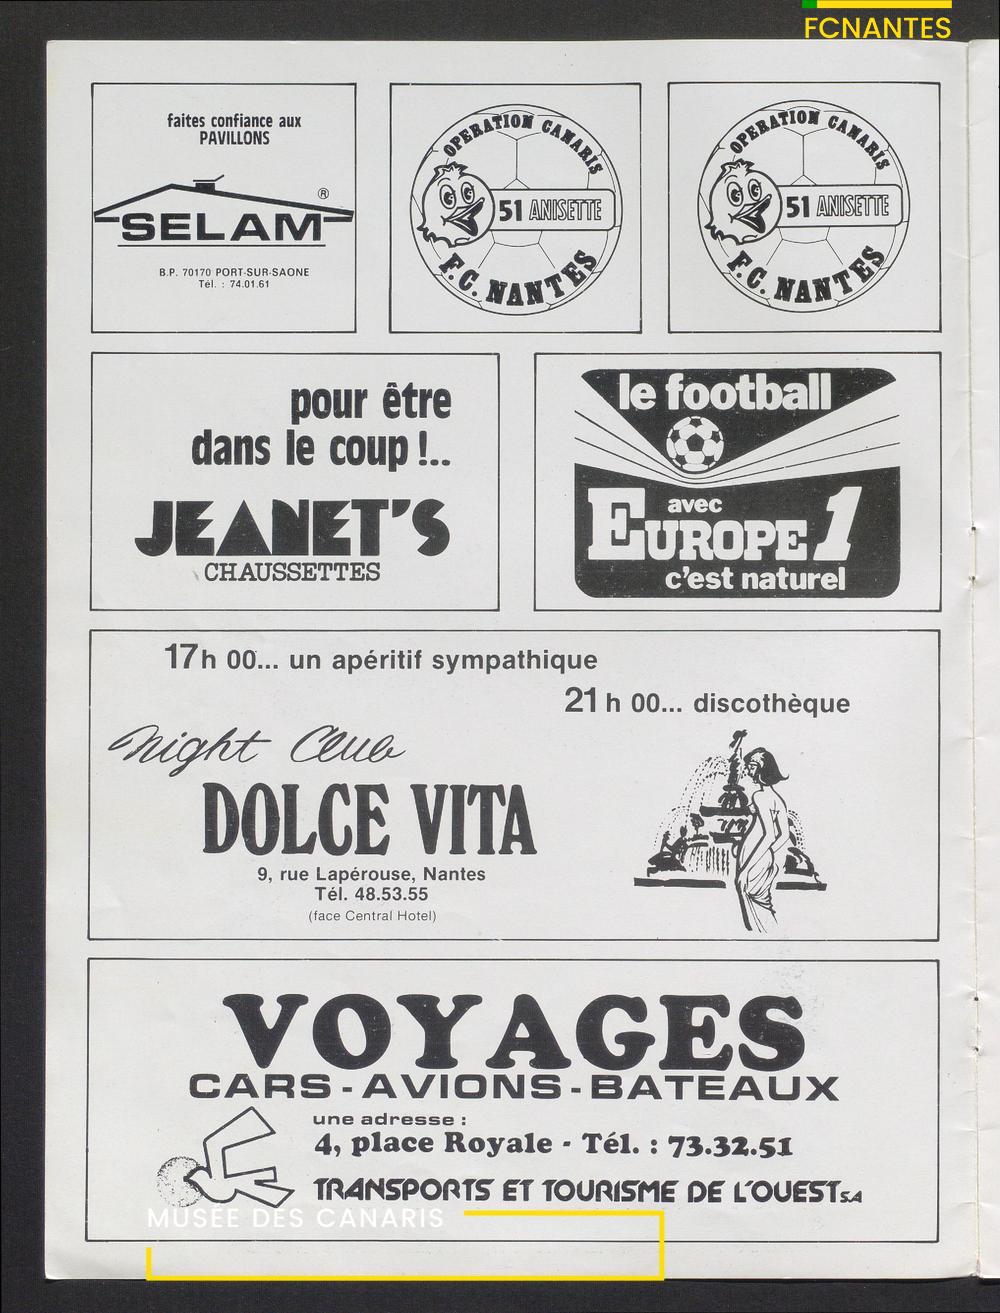 FCNANTES
faites confiance aux
PAVILLONS
SELAM ®
B.P. 70170 PORT-SUR-SAONE
Tél. : 74.01.61
OPERATION CANARIS
51 ANISETTE
F.C. NANTES
OPERATION CANARIS
51 ANISETTE
F.C. NANTES
pour être
dans le coup !..
JEANET'S
CHAUSSETTES
le football
avec
EUROPE 1
c'est naturel
17h 00... un apéritif sympathique
21 h 00... discothèque
Night Club
DOLCE VITA
9, rue Lapérouse, Nantes
Tél. 48.53.55
(face Central Hotel)
VOYAGES
CARS - AVIONS - BATEAUX
une adresse :
4, place Royale - Tél. : 73.32.51
TRANSPORTS ET TOURISME DE L'OUEST S.A
MUSÉE DES CANARIS